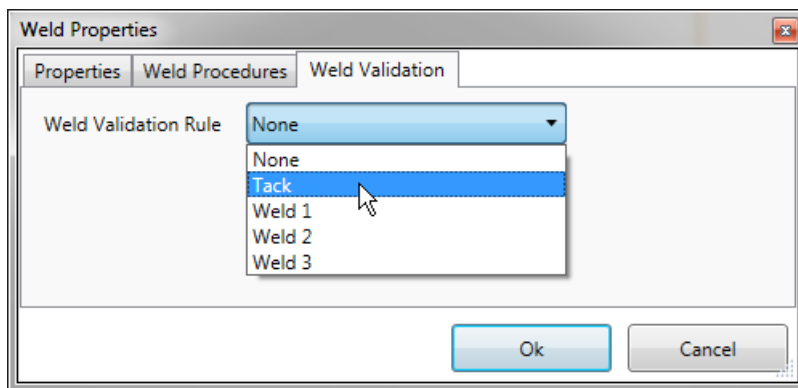 Weld Properties
Properties Weld Procedures Weld Validation
Weld Validation Rule None
None
Tack
Weld 1
Weld 2
Weld 3
Ok Cancel